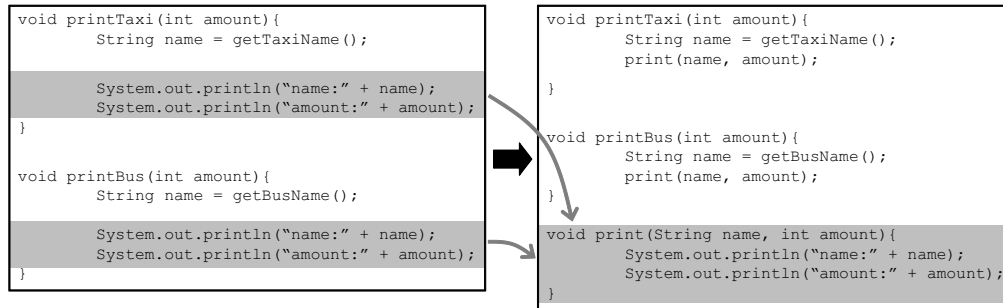 void printTaxi(int amount){
String name = getTaxiName();
System.out.println(“name:” + name);
System.out.println(“amount:” + amount);
}
void printBus(int amount){
String name = getBusName();
System.out.println(“name:” + name);
System.out.println(“amount:” + amount);
}
void printTaxi(int amount){
String name = getTaxiName();
print(name, amount);
}
void printBus(int amount){
String name = getBusName();
print(name, amount);
}
void print(String name, int amount){
System.out.println(“name:” + name);
System.out.println(“amount:” + amount);
}